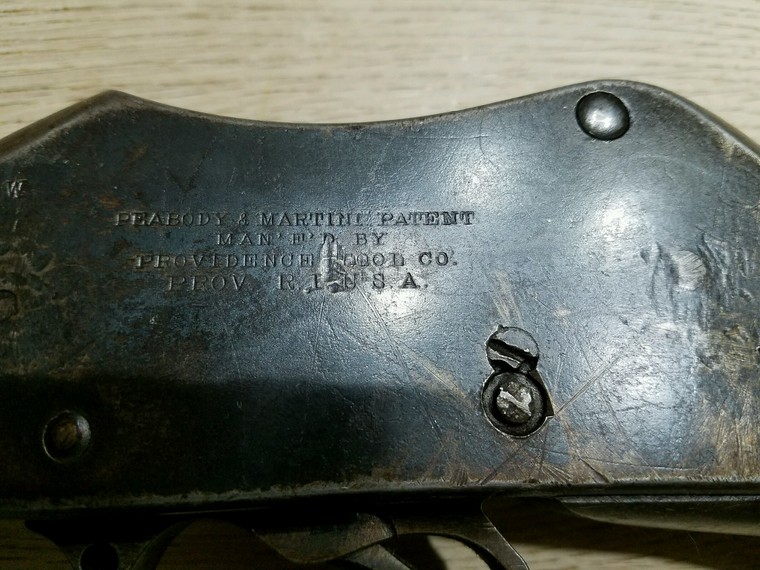 W
PEABODY & MARTINI PATENT
MAN'F'D BY
PROVIDENCE TOOL CO.
PROV. R.I. U.S.A.